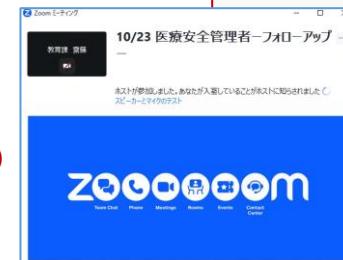 Zoom ミーティング
10/23 医療安全管理者ーフォローアップ
教育課 齋藤
ホストが参加しました。あなたが入室していることがホストに知らされました
スピーカーとマイクのテスト
ZOOOOOOM
Team Chat
Phone
Meetings
Rooms
Events
Contact Center